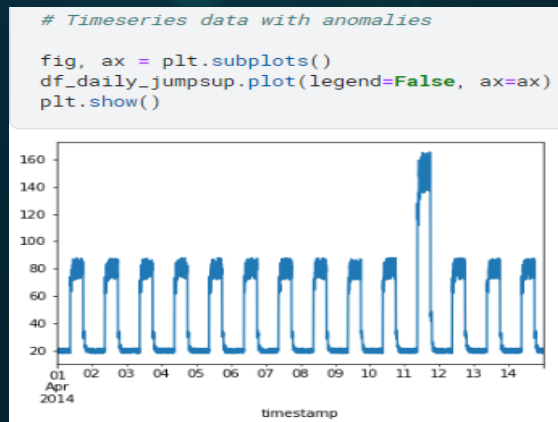 # Timeseries data with anomalies
fig, ax = plt.subplots()
df_daily_jumpsup.plot(legend=False, ax=ax)
plt.show()
160
140
120
100
80
60
40
20
01 02 03 04 05 06 07 08 09 10 11 12 13 14
Apr
2014
timestamp